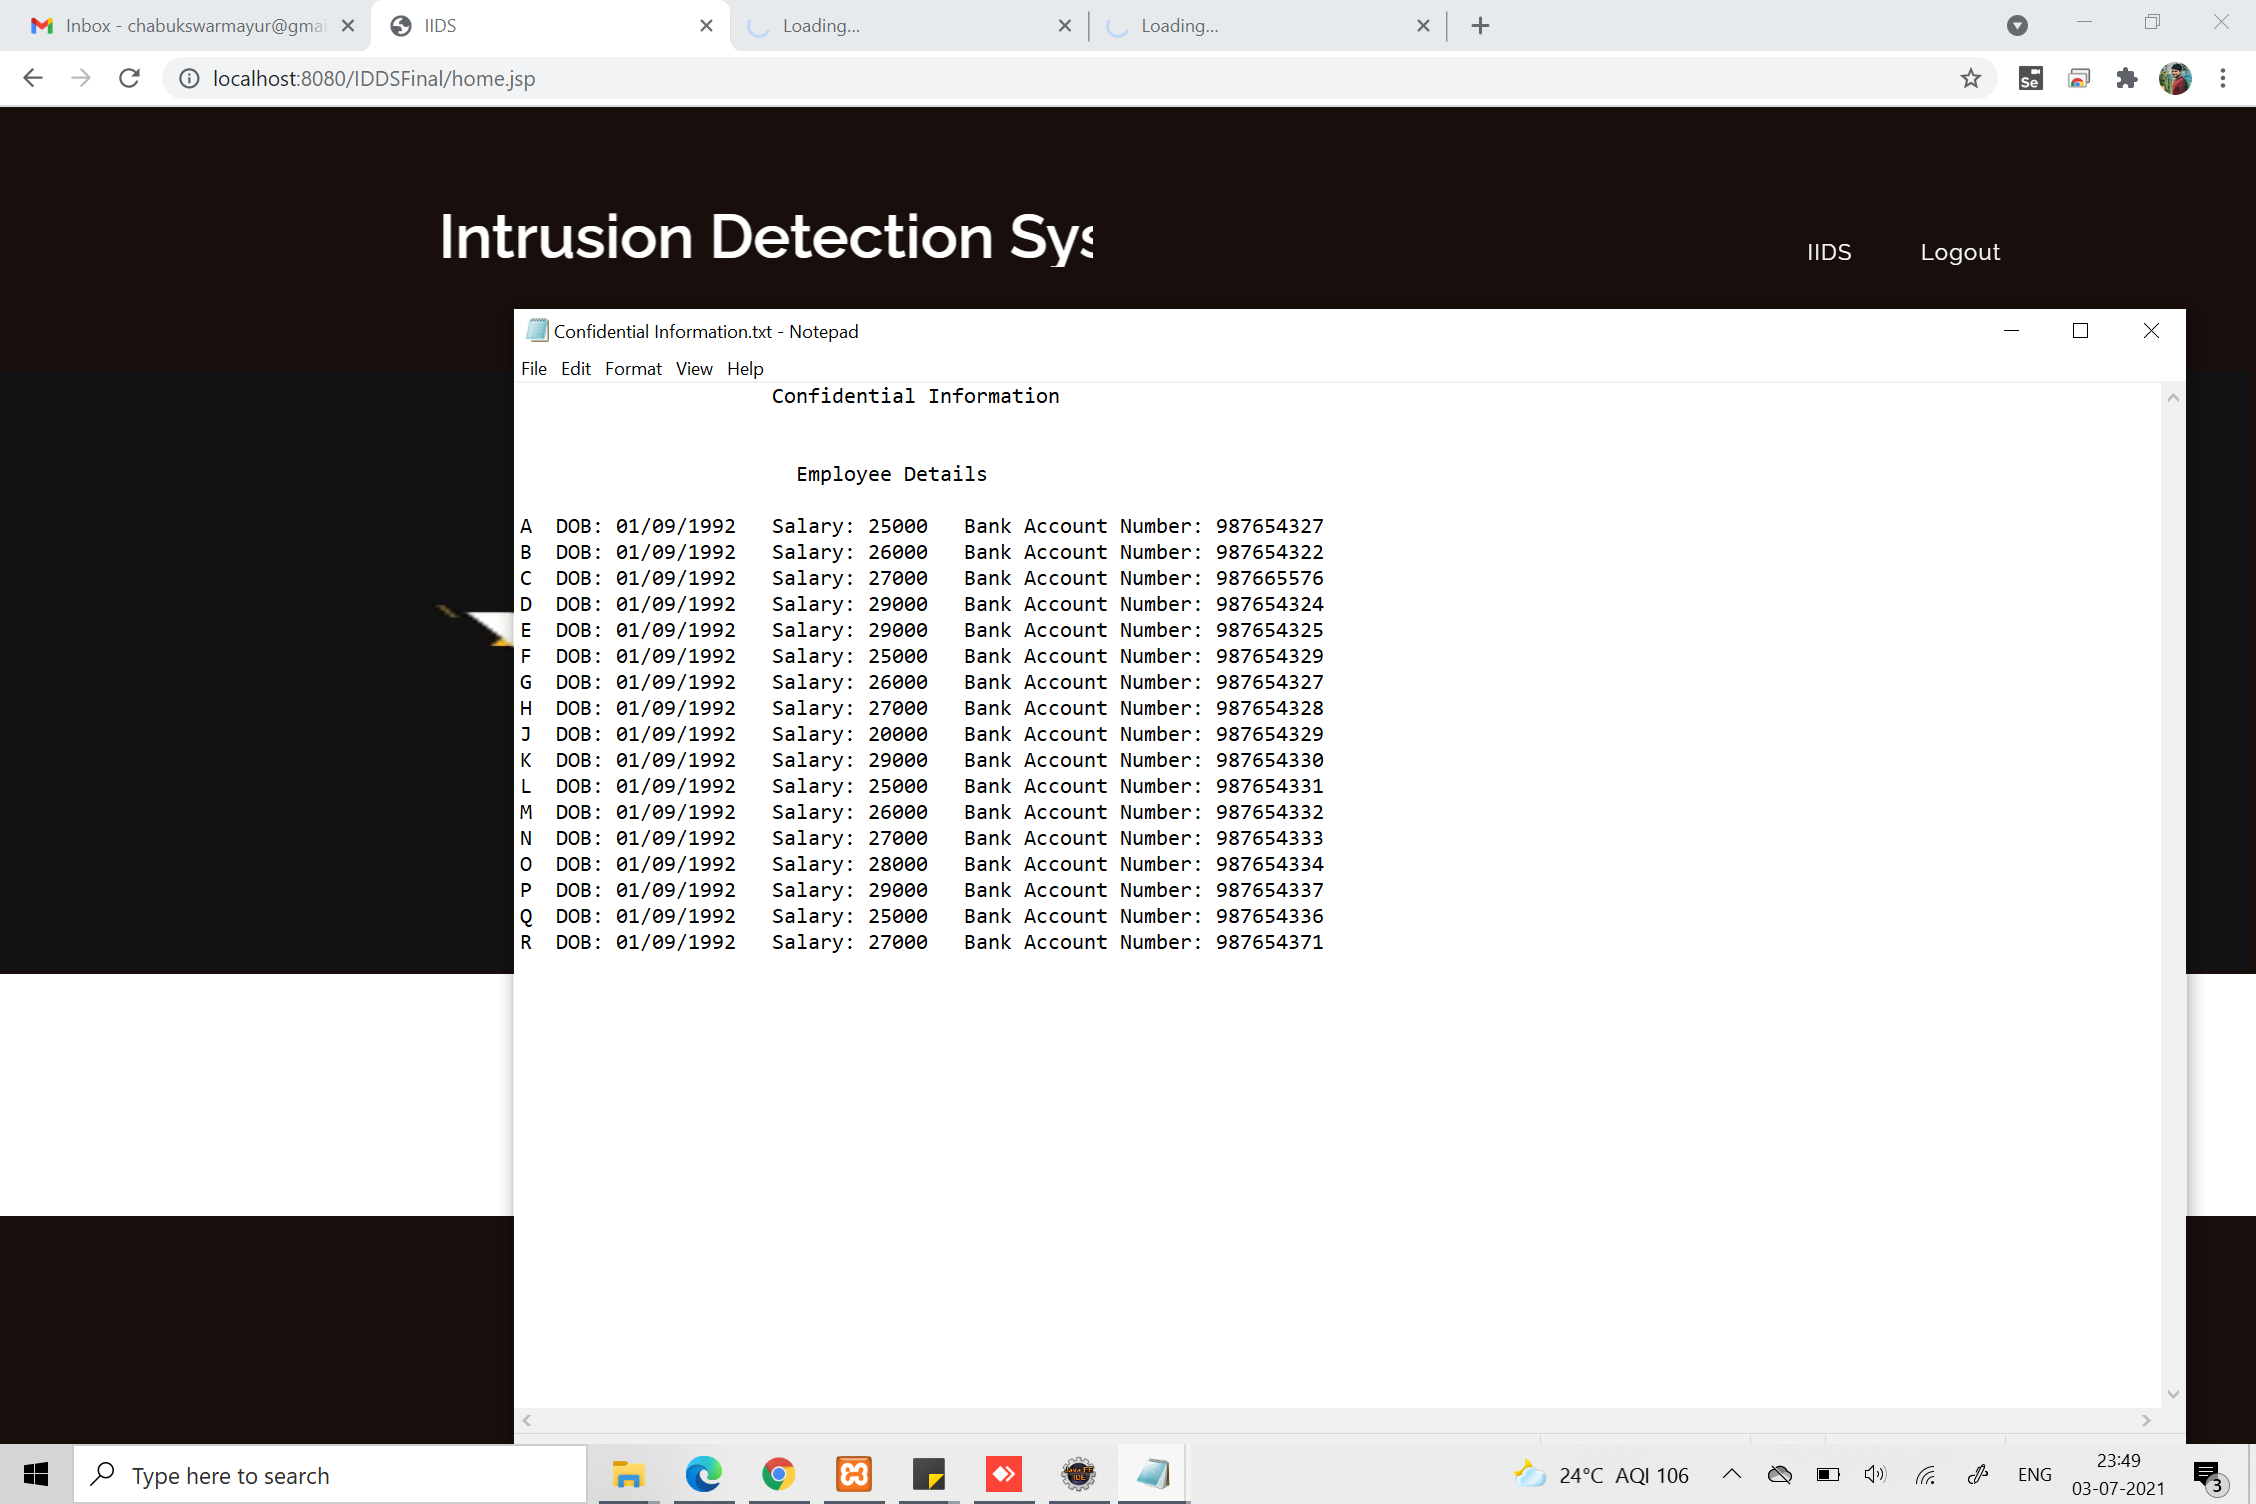 Inbox - chabukswarmayur@gmai
IIDS
Loading...
Loading...
localhost:8080/IDDSFinal/home.jsp
Se
Intrusion Detection Sys
IIDS
Logout
Confidential Information.txt - Notepad
File Edit Format View Help
Confidential Information
Employee Details
A DOB: 01/09/1992 Salary: 25000 Bank Account Number: 987654327
B DOB: 01/09/1992 Salary: 26000 Bank Account Number: 987654322
C DOB: 01/09/1992 Salary: 27000 Bank Account Number: 987665576
D DOB: 01/09/1992 Salary: 29000 Bank Account Number: 987654324
E DOB: 01/09/1992 Salary: 29000 Bank Account Number: 987654325
F DOB: 01/09/1992 Salary: 25000 Bank Account Number: 987654329
G DOB: 01/09/1992 Salary: 26000 Bank Account Number: 987654327
H DOB: 01/09/1992 Salary: 27000 Bank Account Number: 987654328
J DOB: 01/09/1992 Salary: 20000 Bank Account Number: 987654329
K DOB: 01/09/1992 Salary: 29000 Bank Account Number: 987654330
L DOB: 01/09/1992 Salary: 25000 Bank Account Number: 987654331
M DOB: 01/09/1992 Salary: 26000 Bank Account Number: 987654332
N DOB: 01/09/1992 Salary: 27000 Bank Account Number: 987654333
O DOB: 01/09/1992 Salary: 28000 Bank Account Number: 987654334
P DOB: 01/09/1992 Salary: 29000 Bank Account Number: 987654337
Q DOB: 01/09/1992 Salary: 25000 Bank Account Number: 987654336
R DOB: 01/09/1992 Salary: 27000 Bank Account Number: 987654371
Type here to search
Java EE
IDE
24°C AQI 106
ENG
23:49
03-07-2021
3